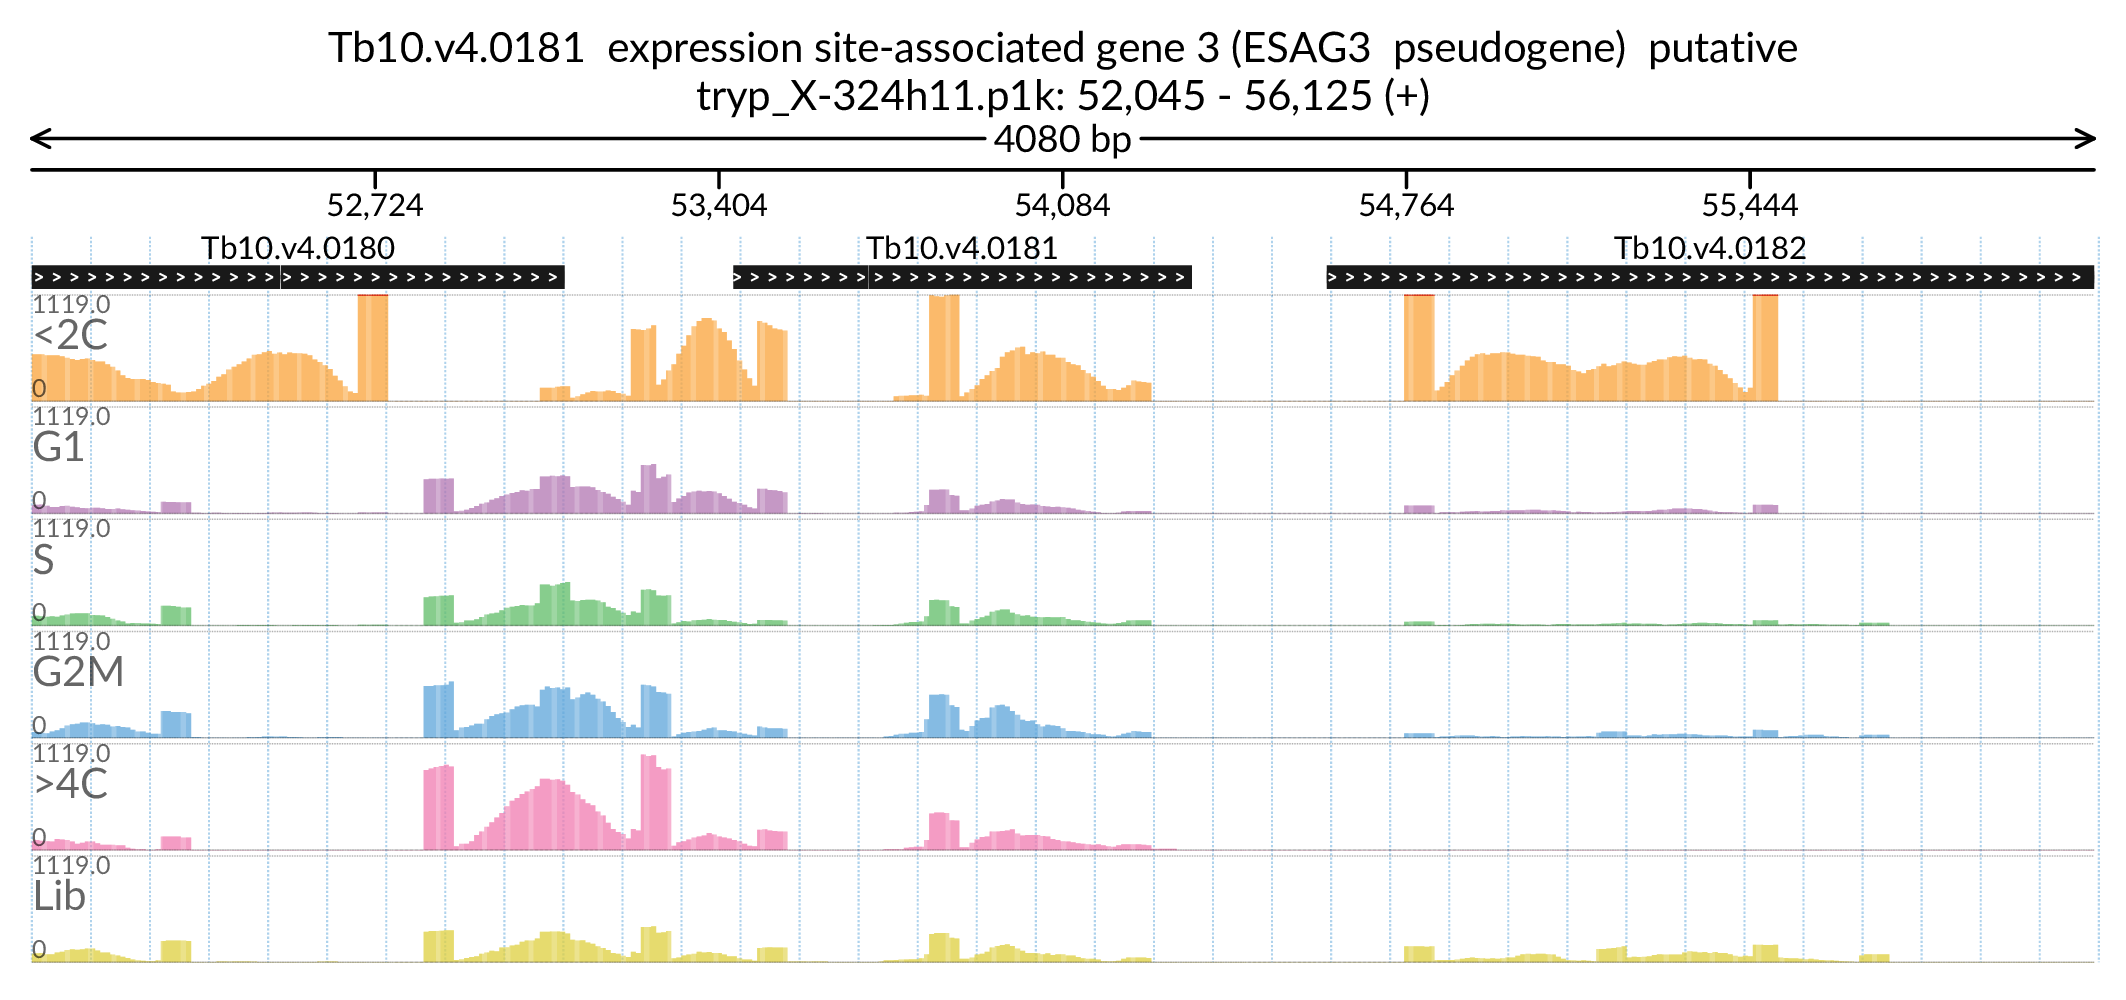 Tb10.v4.0181 expression site-associated gene 3 (ESAG3 pseudogene) putative
tryp_X-324h11.p1k: 52,045 - 56,125 (+)
4080 bp
52,724 53,404 54,084 54,764 55,444
Tb10.v4.0180 Tb10.v4.0181 Tb10.v4.0182
1119.0
<2C
0
1119.0
G1
0
1119.0
S
0
1119.0
G2M
0
1119.0
>4C
0
1119.0
Lib
0